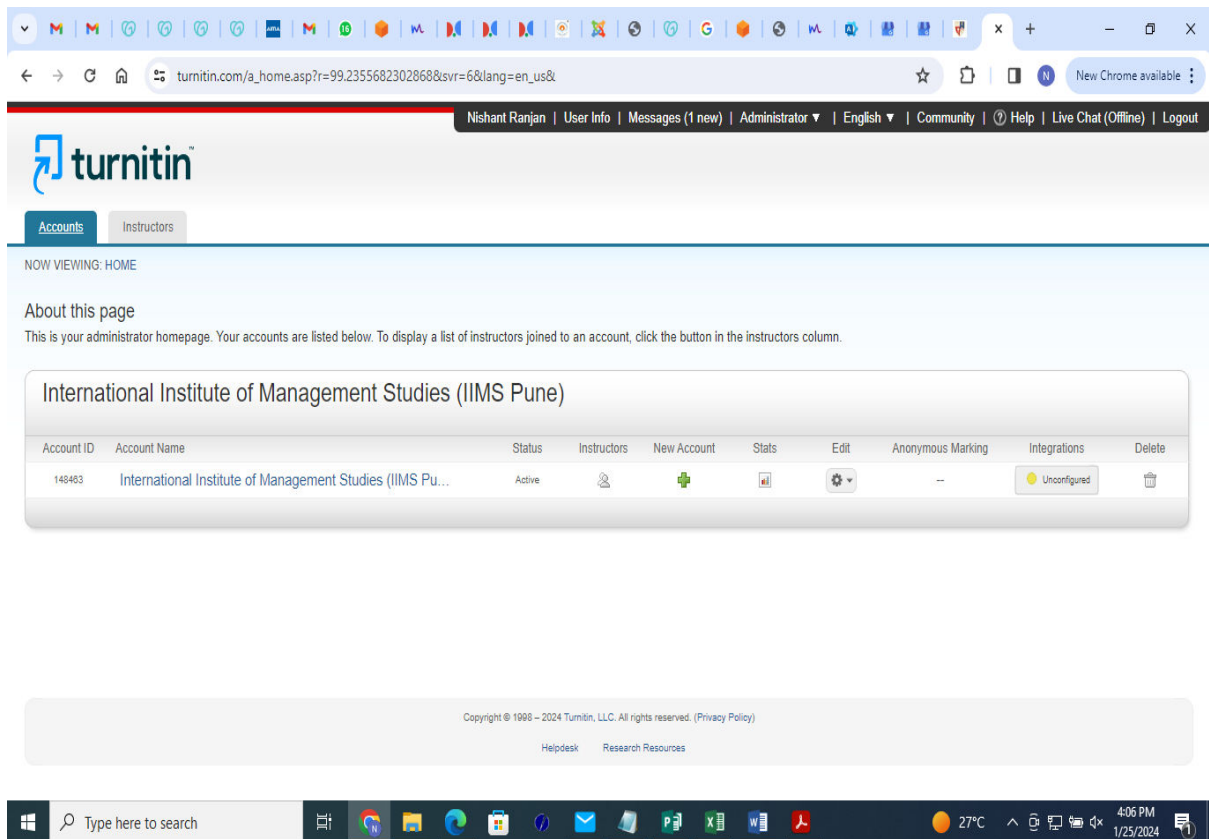 turnitin.com/a_home.asp?r=99.2355682302868&svr=6&lang=en_us&
N
New Chrome available
Nishant Ranjan | User Info | Messages (1 new) | Administrator ▼ | English ▼ | Community | ? Help | Live Chat (Offline) | Logout
turnitin™
Accounts
Instructors
NOW VIEWING: HOME
About this page
This is your administrator homepage. Your accounts are listed below. To display a list of instructors joined to an account, click the button in the instructors column.
International Institute of Management Studies (IIMS Pune)
Account ID Account Name Status Instructors New Account Stats Edit Anonymous Marking Integrations Delete
148463 International Institute of Management Studies (IIMS Pu... Active -- Unconfigured
Copyright © 1998 – 2024 Turnitin, LLC. All rights reserved. (Privacy Policy)
Helpdesk Research Resources
Type here to search
27°C
4:06 PM
1/25/2024